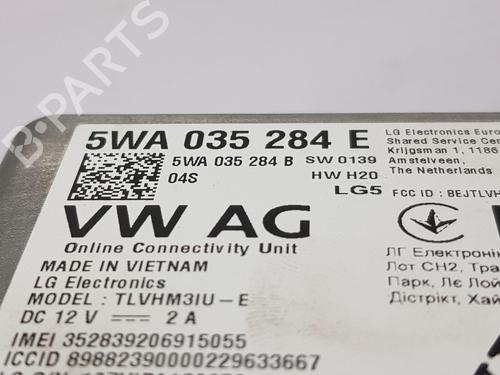 B-PARTS
5WA 035 284 E
5WA 035 284 B SW 0139
04S HW H20
LG5
LG Electronics Euro
Shared Service Cen
Krijgsman 1, 1186
Amstelveen,
The Netherlands
FCC ID : BEJTLVH
VW AG
Online Connectivity Unit
MADE IN VIETNAM
LG Electronics
MODEL : TLVHM3IU-E
DC 12 V 2 A
IMEI 352839206915055
ICCID 89882390000229633667
ЛГ Електронік
Лот CH2, Тра
Парк, Ле Лой
Дістрікт, Хай